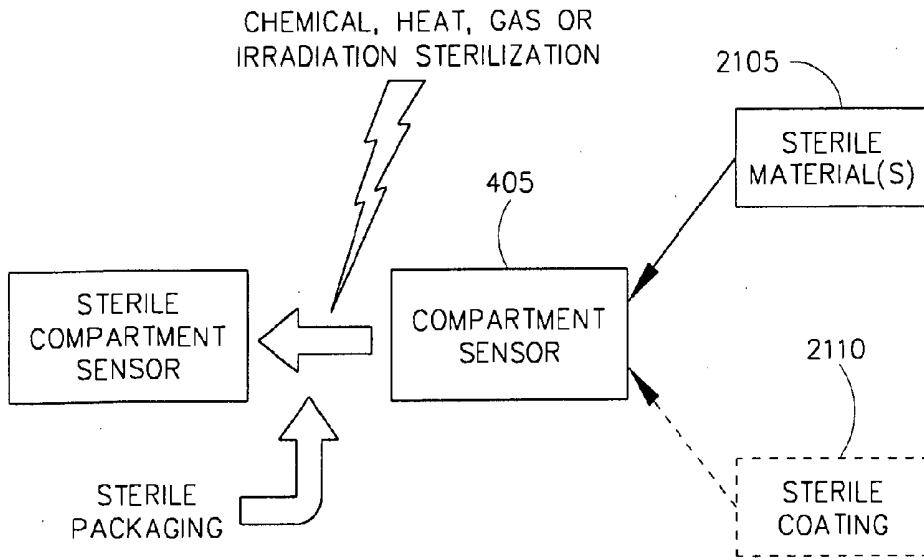 CHEMICAL, HEAT, GAS OR
IRRADIATION STERILIZATION
2105
STERILE
MATERIAL(S)
405
COMPARTMENT
SENSOR
STERILE
COMPARTMENT
SENSOR
2110
STERILE
COATING
STERILE
PACKAGING